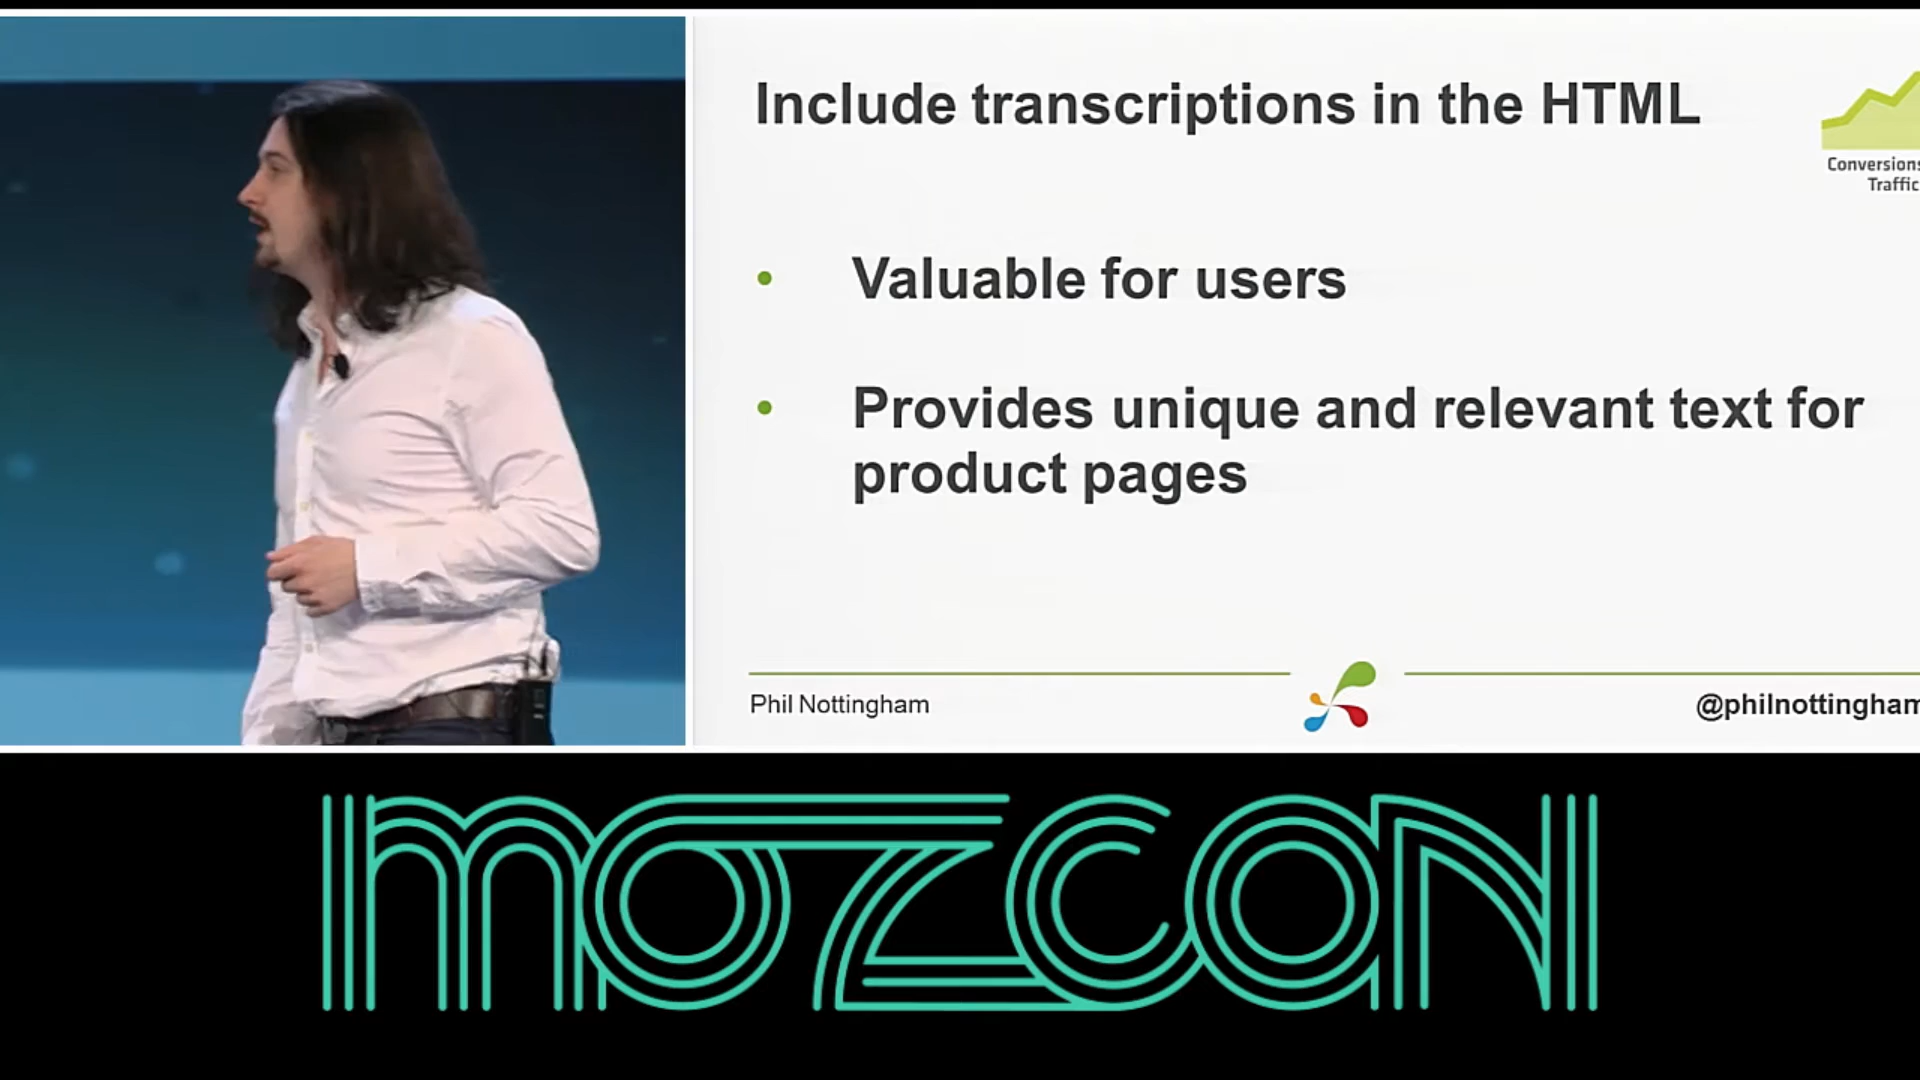 Include transcriptions in the HTML
Conversions
Traffic
• Valuable for users
• Provides unique and relevant text for
product pages
Phil Nottingham
@philnottingham
mozcon